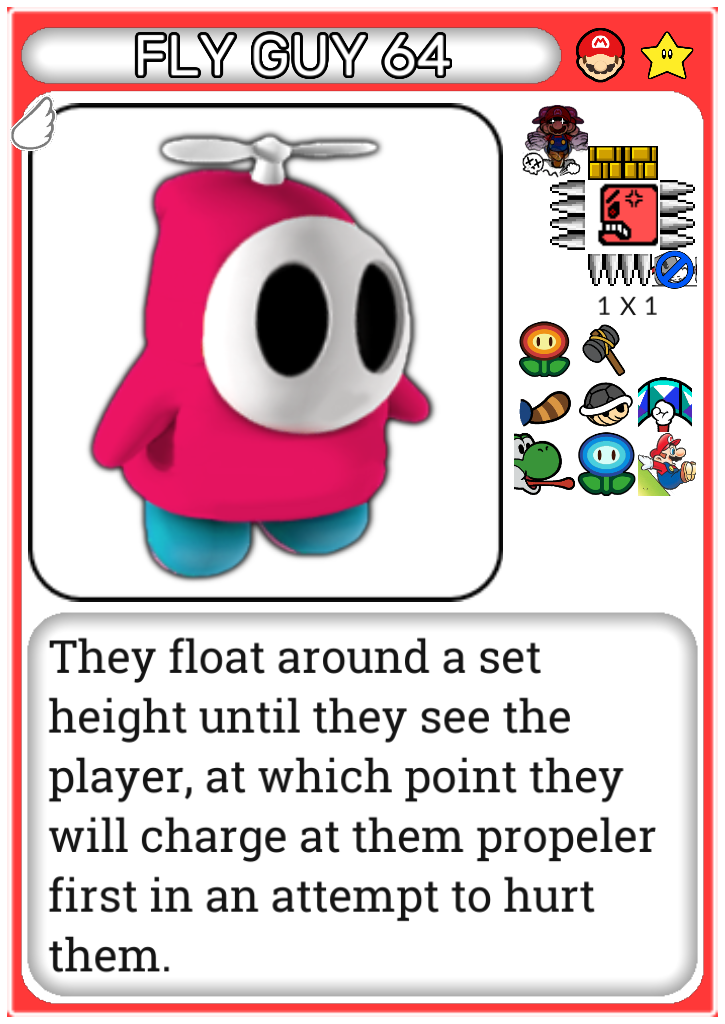 FLY GUY 64
1 X 1
They float around a set
height until they see the
player, at which point they
will charge at them propeler
first in an attempt to hurt
them.